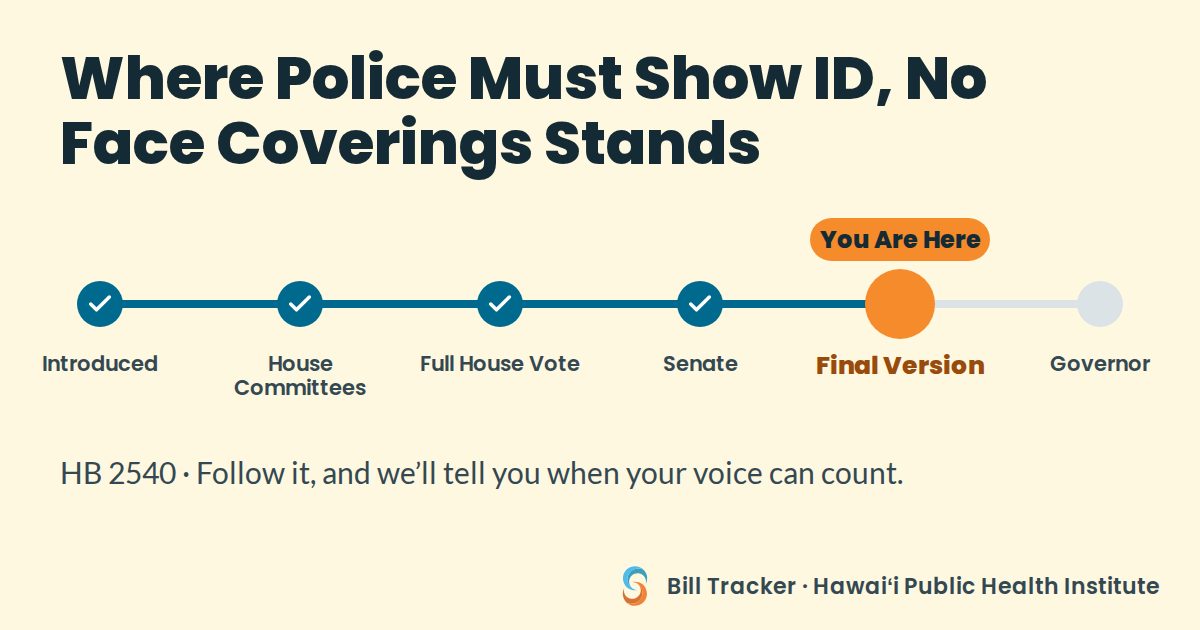 Where Police Must Show ID, No
Face Coverings Stands
You Are Here
Introduced
House
Committees
Full House Vote
Senate
Final Version
Governor
HB 2540 · Follow it, and we’ll tell you when your voice can count.
Bill Tracker · Hawaiʻi Public Health Institute